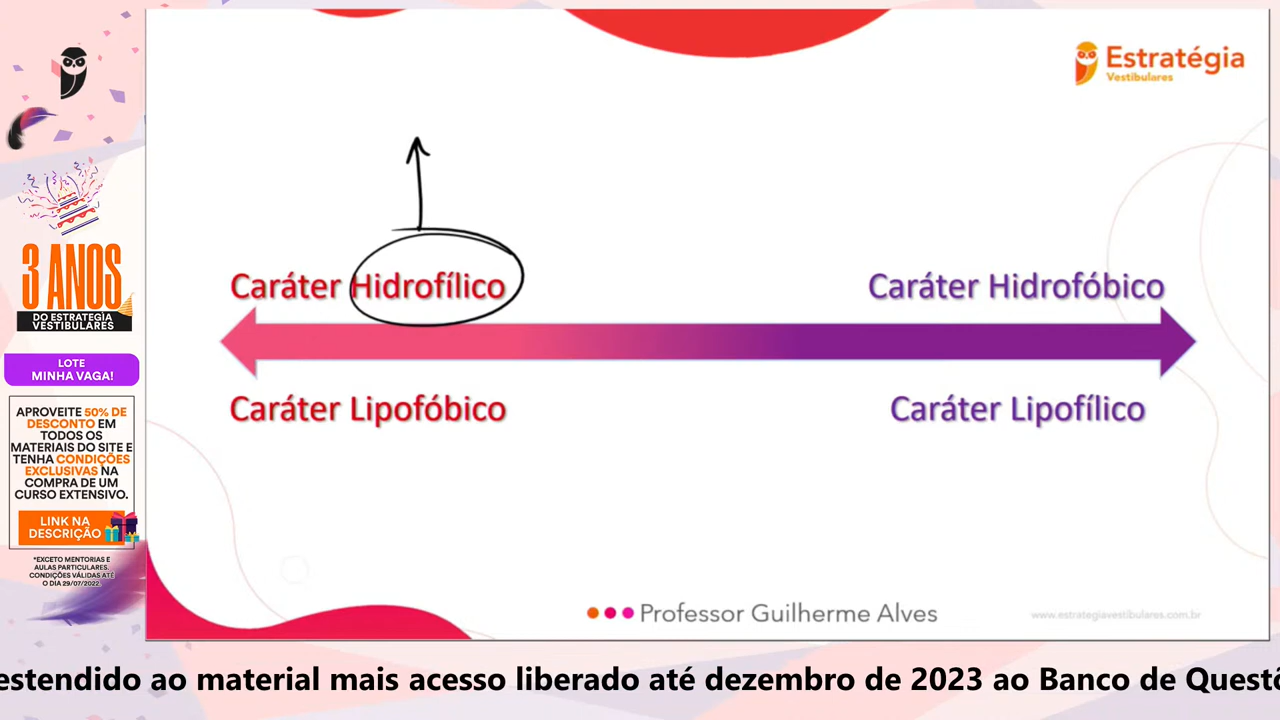 Estratégia
Vestibulares
Caráter Hidrofílico
Caráter Hidrofóbico
Caráter Lipofóbico
Caráter Lipofílico
Professor Guilherme Alves
www.estrategiavestibulares.com.br
3 ANOS
DO ESTRATEGIA
VESTIBULARES
LOTE
MINHA VAGA!
APROVEITE 50% DE
DESCONTO EM
TODOS OS
MATERIAIS DO SITE E
TENHA CONDIÇÕES
EXCLUSIVAS NA
COMPRA DE UM
CURSO EXTENSIVO.
LINK NA
DESCRIÇÃO
*EXCETO MENTORIAS E
AULAS PARTICULARES.
CONDIÇÕES VÁLIDAS ATÉ
O DIA 29/07/2022.
estendido ao material mais acesso liberado até dezembro de 2023 ao Banco de Questõ